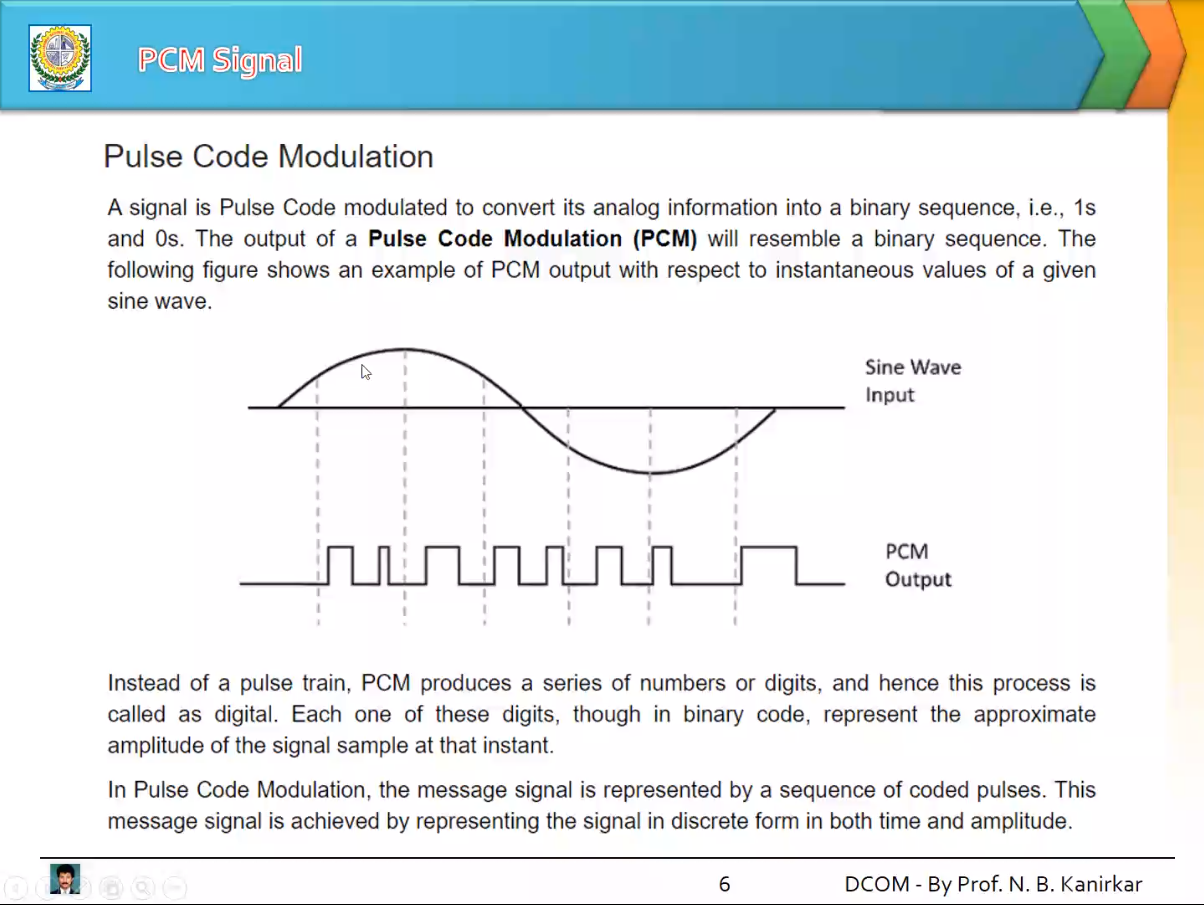 PCM Signal
Pulse Code Modulation
A signal is Pulse Code modulated to convert its analog information into a binary sequence, i.e., 1s
and 0s. The output of a Pulse Code Modulation (PCM) will resemble a binary sequence. The
following figure shows an example of PCM output with respect to instantaneous values of a given
sine wave.
Sine Wave
Input
PCM
Output
Instead of a pulse train, PCM produces a series of numbers or digits, and hence this process is
called as digital. Each one of these digits, though in binary code, represent the approximate
amplitude of the signal sample at that instant.
In Pulse Code Modulation, the message signal is represented by a sequence of coded pulses. This
message signal is achieved by representing the signal in discrete form in both time and amplitude.
6
DCOM - By Prof. N. B. Kanirkar